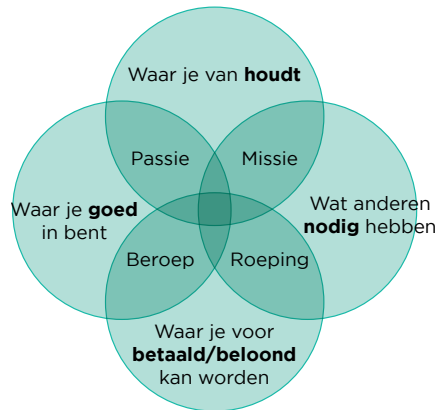 Waar je van houdt
Passie
Missie
Waar je goed
in bent
Wat anderen
nodig hebben
Beroep
Roeping
Waar je voor
betaald/beloond
kan worden